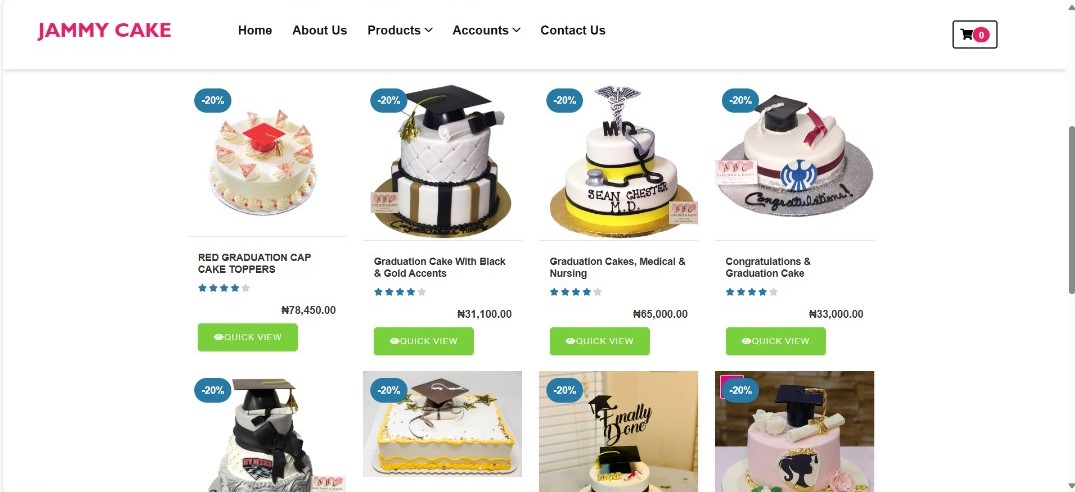 JAMMY CAKE
Home
About Us
Products
Accounts
Contact Us
0
-20%
-20%
-20%
-20%
MD
SEAN CHESTER
M.D.
Congratulations!
RED GRADUATION CAP
CAKE TOPPERS
Graduation Cake With Black
& Gold Accents
Graduation Cakes, Medical &
Nursing
Congratulations &
Graduation Cake
₦78,450.00
₦31,100.00
₦65,000.00
₦33,000.00
QUICK VIEW
QUICK VIEW
QUICK VIEW
QUICK VIEW
-20%
-20%
-20%
-20%
Finally
Done